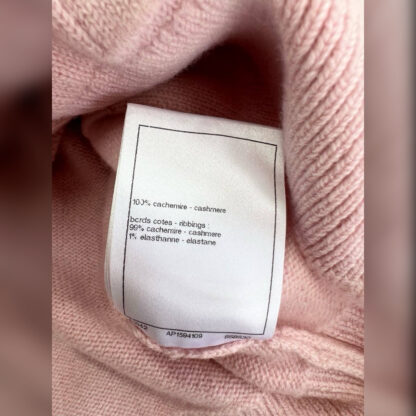 100% cachemire - cashmere
bords cotes - ribbings :
99% cachemire - cashmere
1% elasthanne - elastane
AP1594109